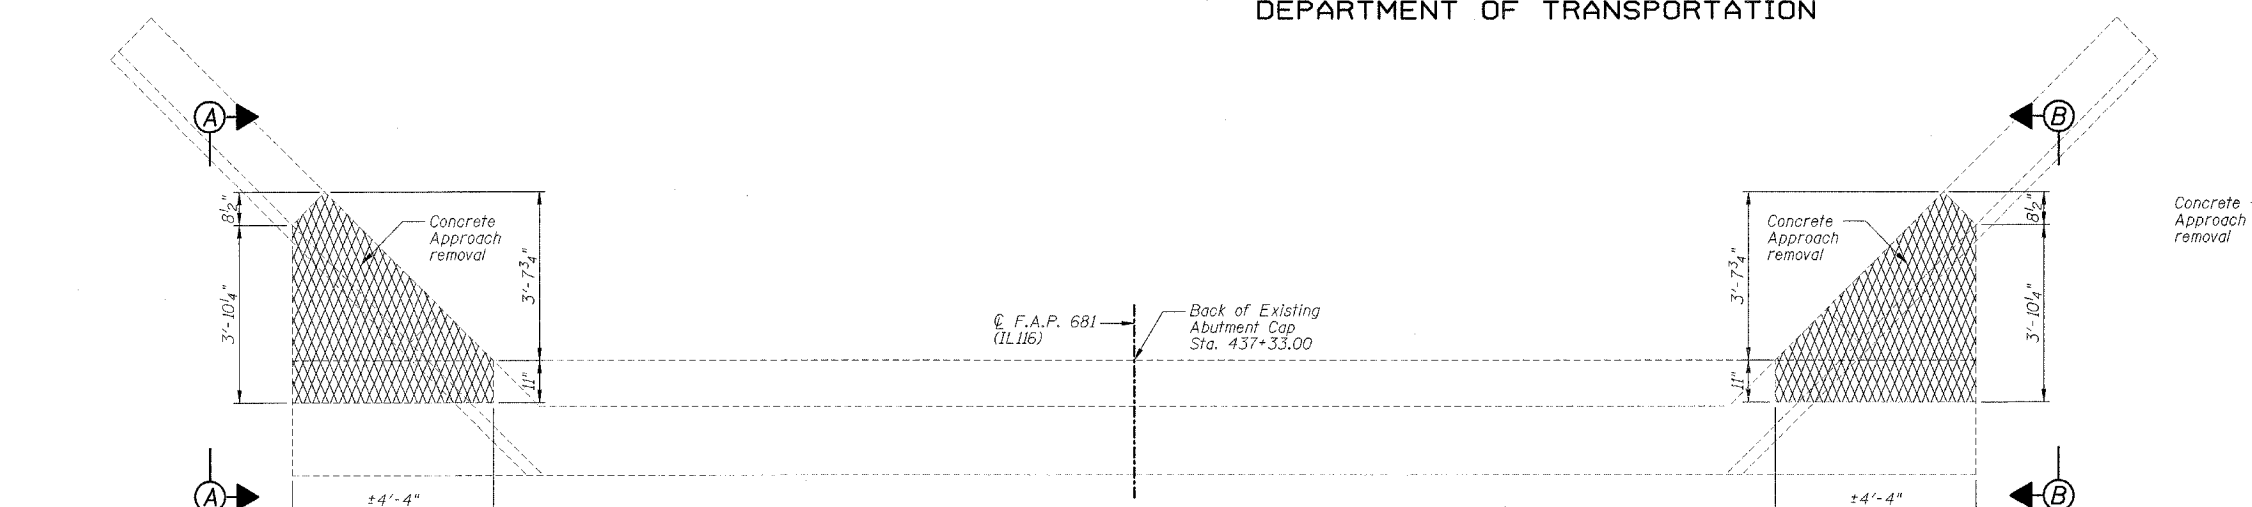 DEPARTMENT OF TRANSPORTATION
A
B
8½"
Concrete
Approach
removal
3'-7¾"
3'-10¼"
11"
℄ F.A.P. 681
(IL116)
Back of Existing
Abutment Cap
Sta. 437+33.00
3'-7¾"
11"
Concrete
Approach
removal
8½"
3'-10¼"
Concrete
Approach
removal
A
±4'-4"
±4'-4"
B